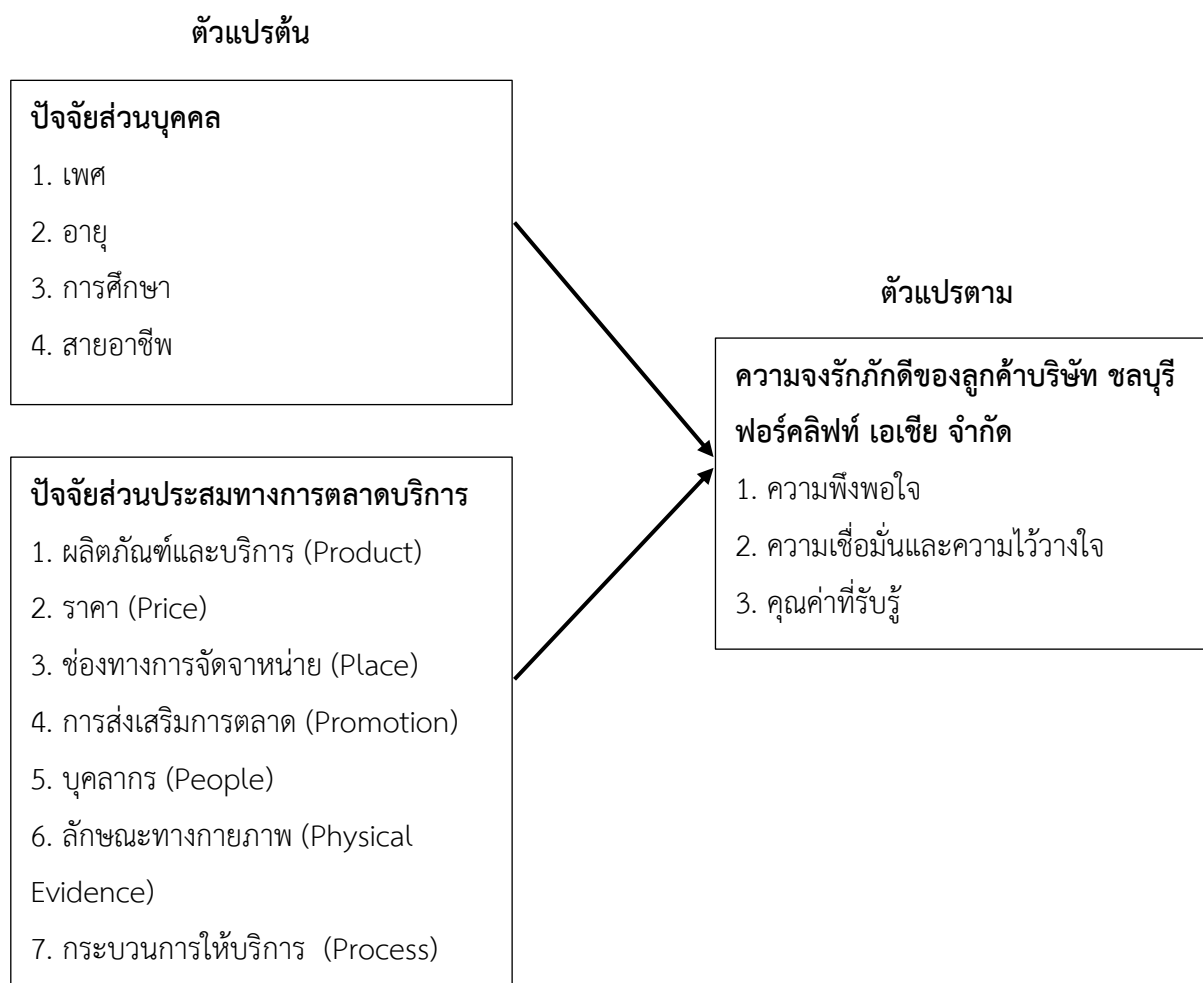 ตัวแปรต้น
ปัจจัยส่วนบุคคล
1. เพศ
2. อายุ
3. การศึกษา
4. สายอาชีพ
ปัจจัยส่วนประสมทางการตลาดบริการ
1. ผลิตภัณฑ์และบริการ (Product)
2. ราคา (Price)
3. ช่องทางการจัดจาหน่าย (Place)
4. การส่งเสริมการตลาด (Promotion)
5. บุคลากร (People)
6. ลักษณะทางกายภาพ (Physical
Evidence)
7. กระบวนการให้บริการ (Process)
ตัวแปรตาม
ความจงรักภักดีของลูกค้าบริษัท ชลบุรี
ฟอร์คลิฟท์ เอเชีย จำกัด
1. ความพึงพอใจ
2. ความเชื่อมั่นและความไว้วางใจ
3. คุณค่าที่รับรู้